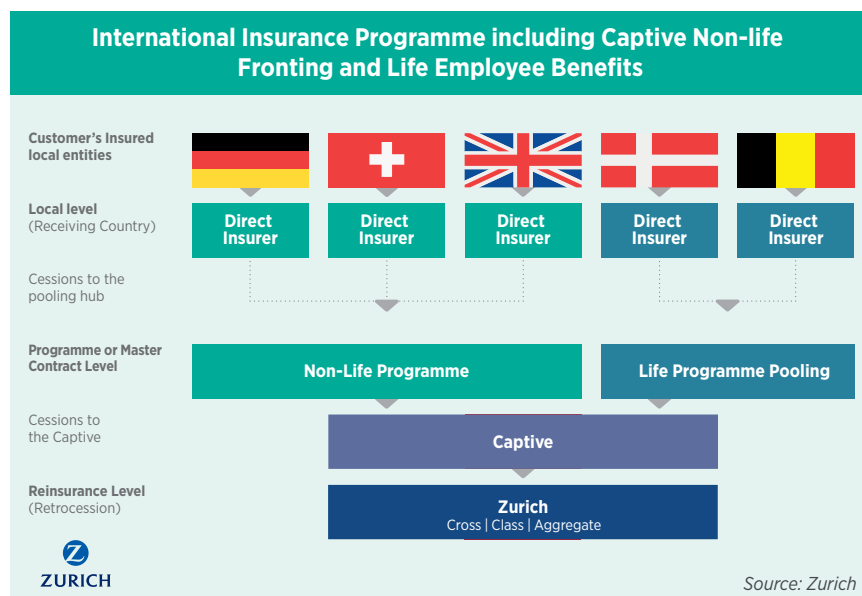 International Insurance Programme including Captive Non-life
Fronting and Life Employee Benefits
Customer's Insured
local entities
Local level
(Receiving Country)
Direct
Insurer
Direct
Insurer
Direct
Insurer
Direct
Insurer
Direct
Insurer
Cessions to the
pooling hub
Programme or Master
Contract Level
Non-Life Programme
Life Programme Pooling
Cessions to
the Captive
Captive
Reinsurance Level
(Retrocession)
Zurich
Cross | Class | Aggregate
Z
ZURICH
Source: Zurich